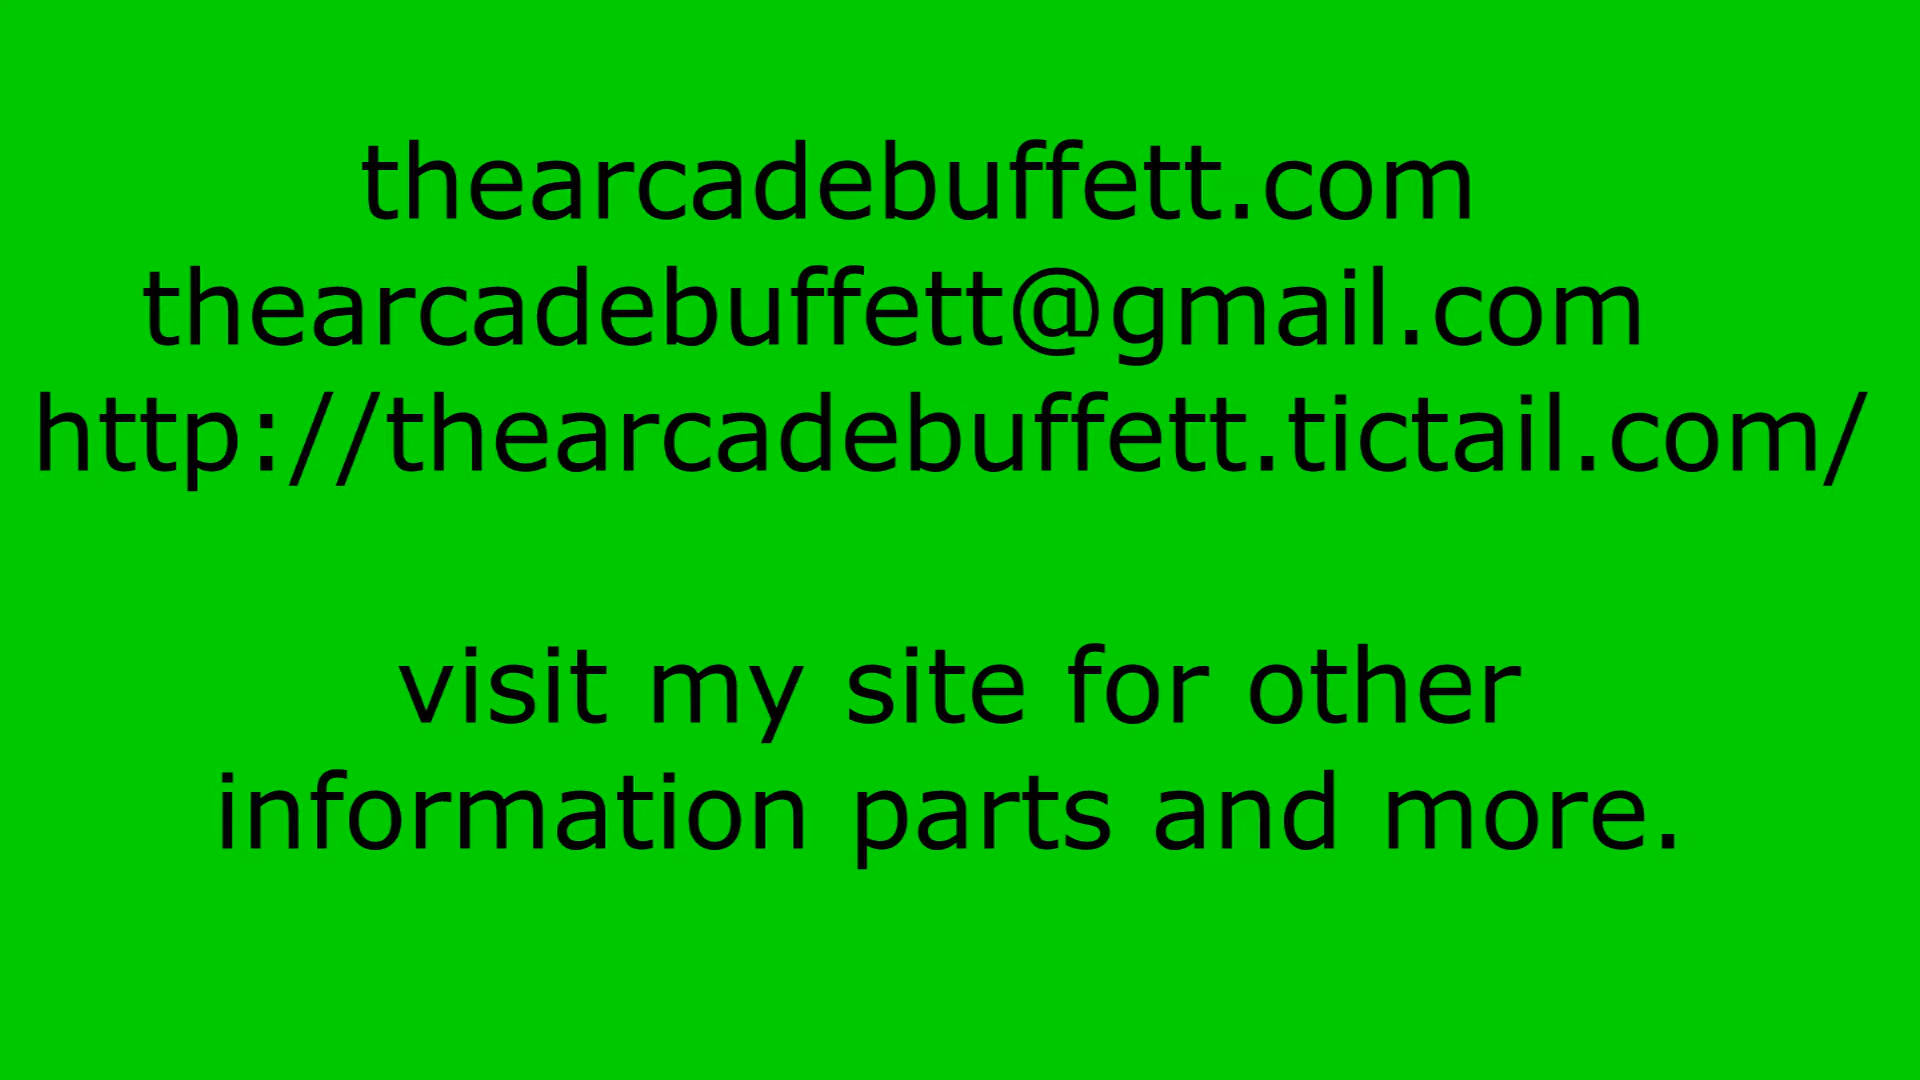 thearcadebuffett.com
thearcadebuffett@gmail.com
http://thearcadebuffett.tictail.com/
visit my site for other
information parts and more.